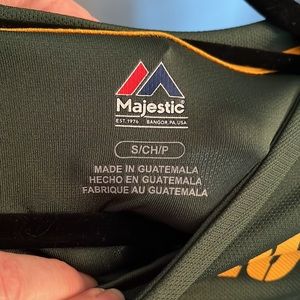 Majestic
EST. 1976 BANGOR, PA, USA
S/CH/P
MADE IN GUATEMALA
HECHO EN GUATEMALA
FABRIQUE AU GUATEMALA